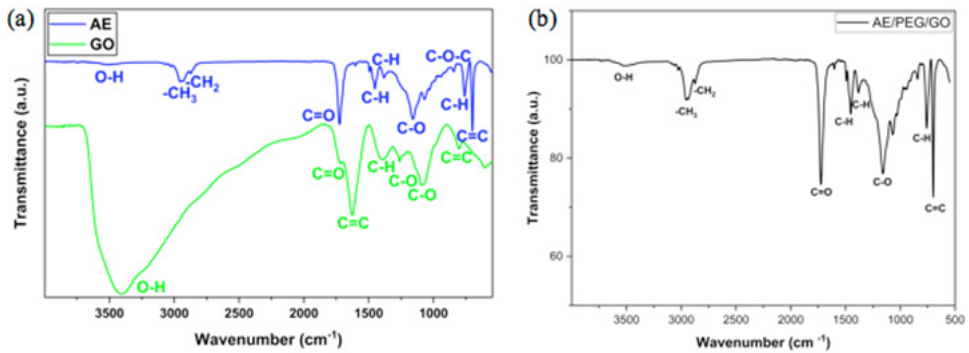 (a)
AE
GO
O-H
-CH3
-CH2
C=O
C-H
C-H
C-O
C-O-C
C-H
C=C
C=O
C=C
C-H
C-O
C-O
C=C
O-H
Transmittance (a.u.)
3500 3000 2500 2000 1500 1000
Wavenumber (cm-1)
(b)
AE/PEG/GO
100
80
60
O-H
-CH3
-CH2
C=O
C-H
C-H
C-O
C-H
C=C
Transmittance (a.u.)
3500 3000 2500 2000 1500 1000 500
Wavenumber (cm-1)